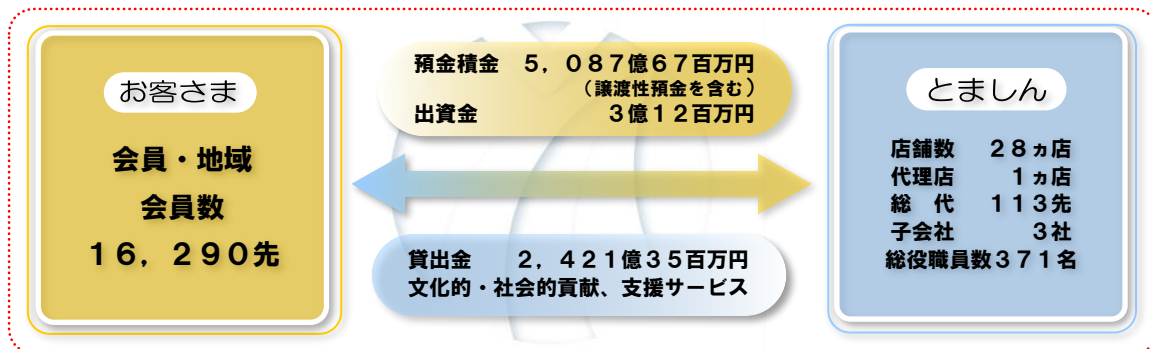 お客さま
会員・地域
会員数
１６，２９０先
預金積金　５，０８７億６７百万円
（譲渡性預金を含む）
出資金　３億１２百万円
貸出金　２，４２１億３５百万円
文化的・社会的貢献、支援サービス
とましん
店舗数　２８ヵ店
代理店　１ヵ店
総　代　１１３先
子会社　３社
総役職員数３７１名